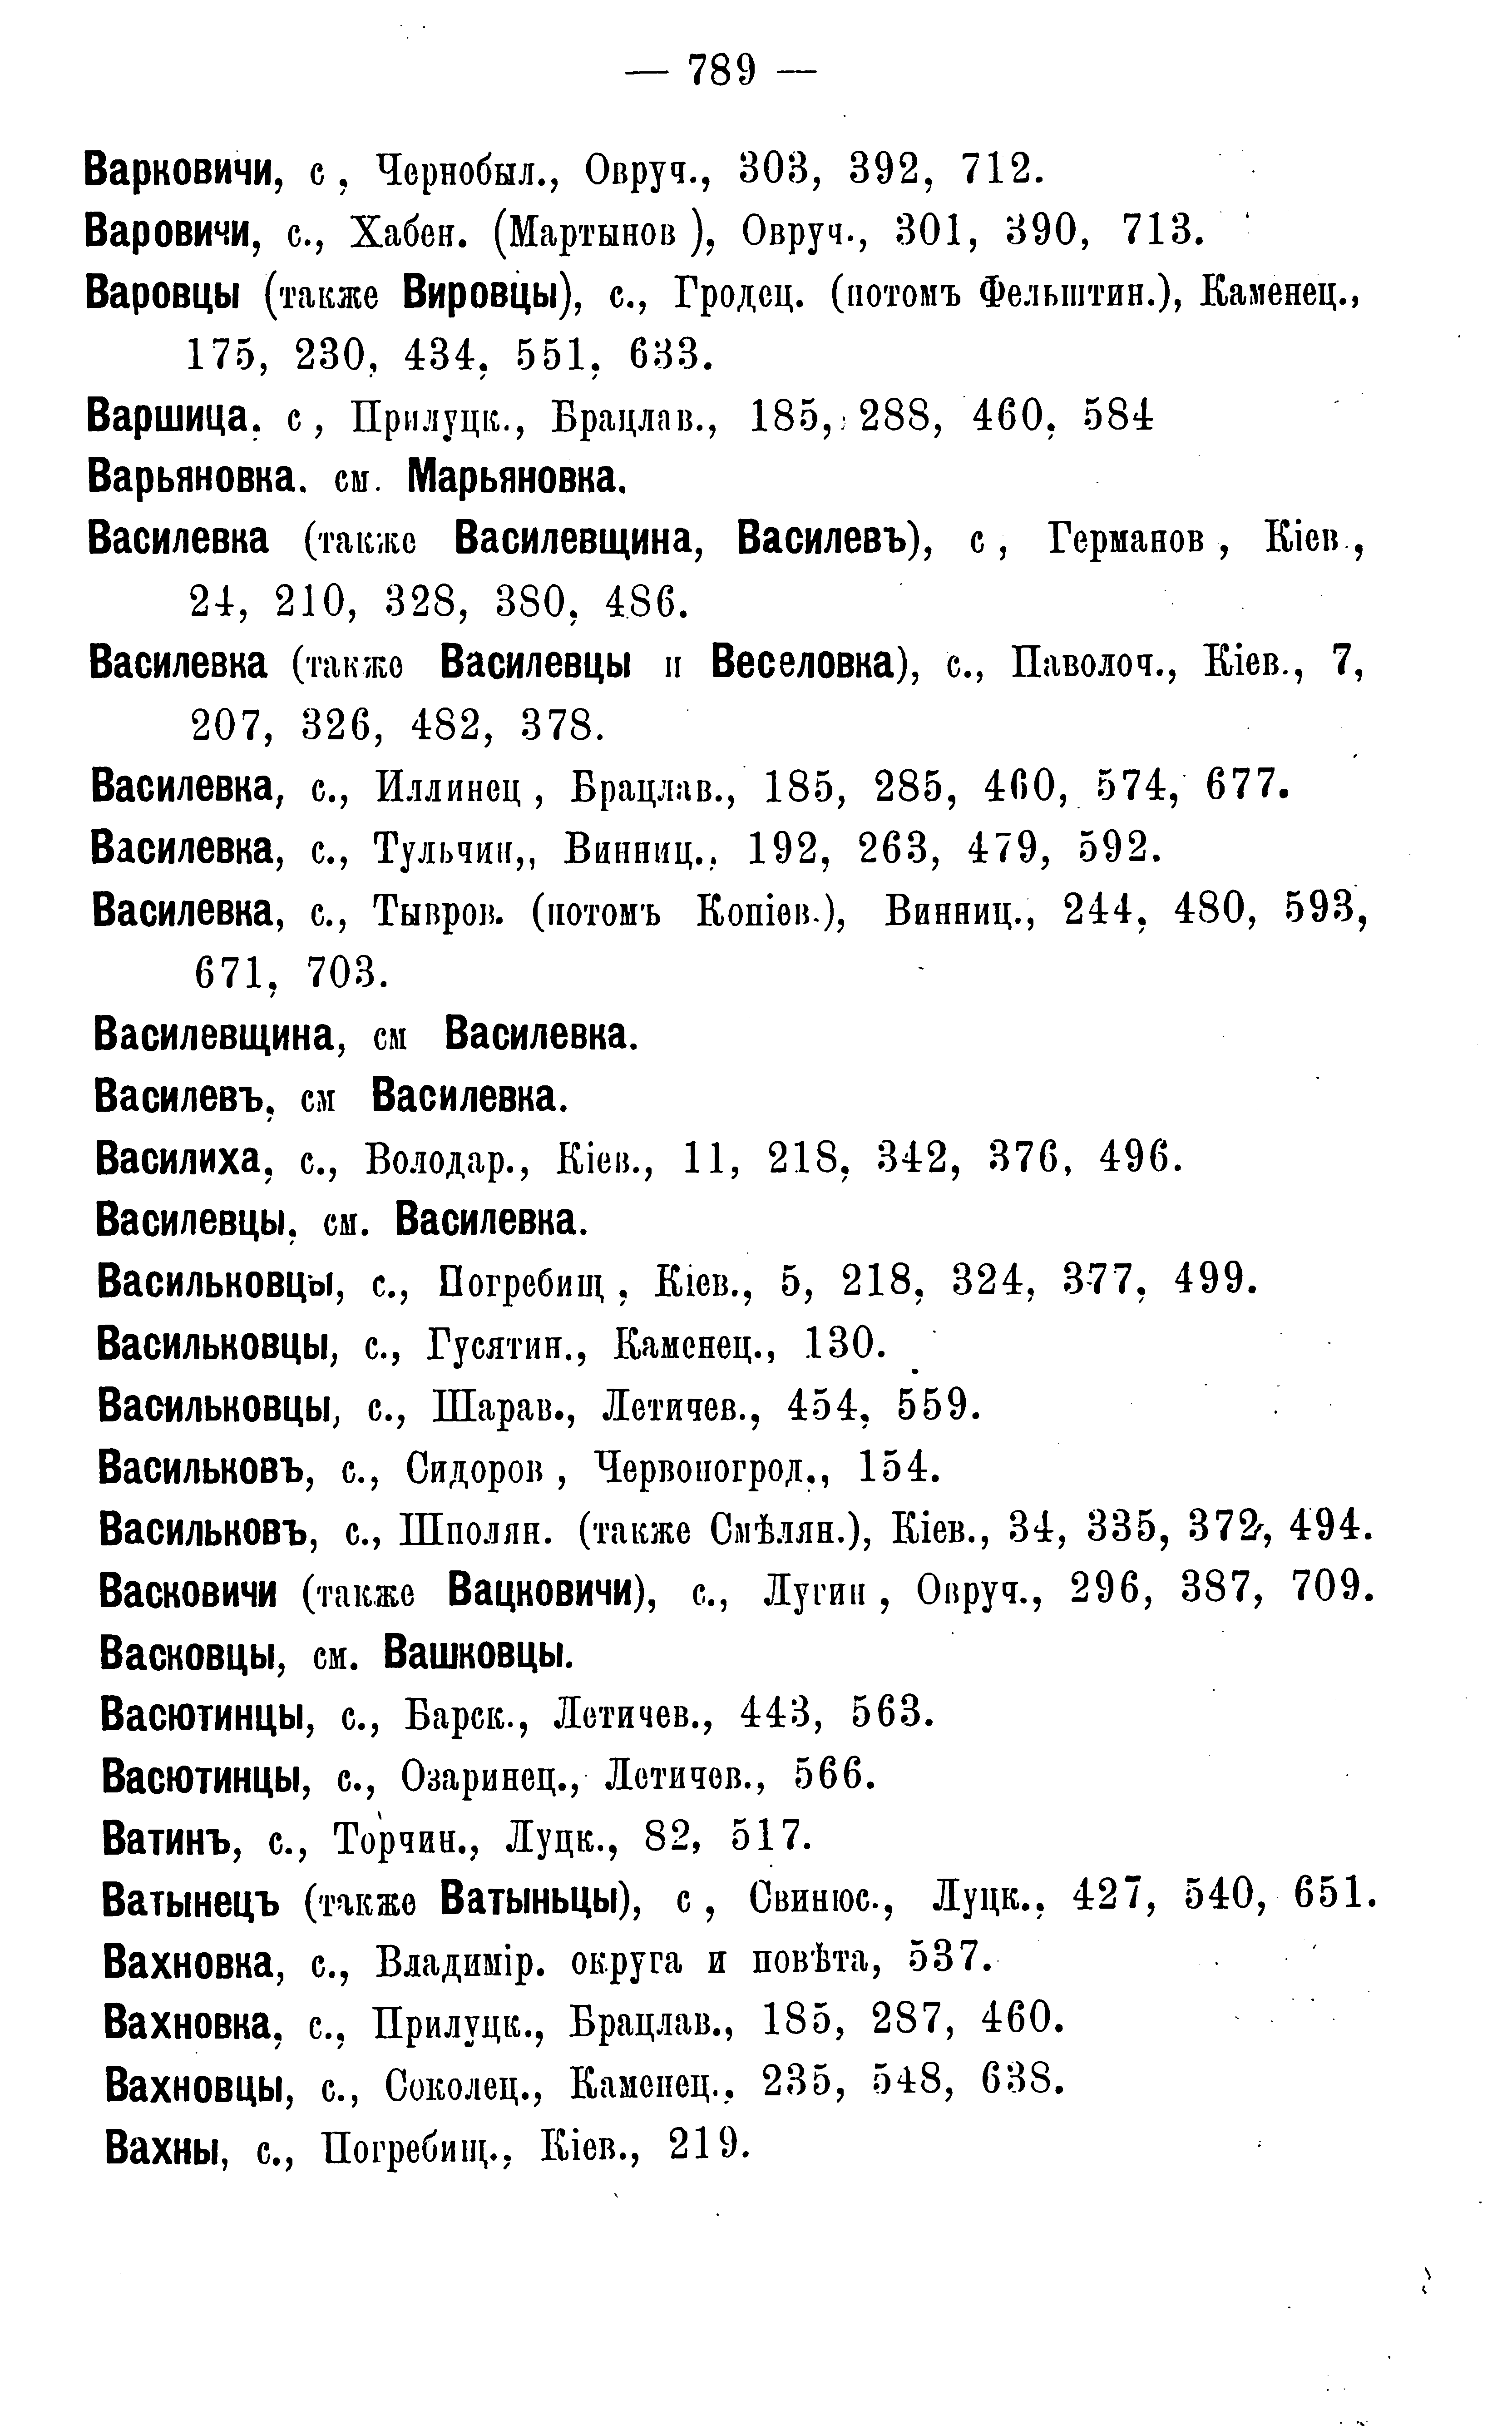 — 789 —
Варковичи, с , Чернобыл., Овруч., 303, 392, 712.
Варовичи, с., Хабен. (Мартынов ), Овруч., 301, 390, 713.
Варовцы (также Вировцы), с., Гродец. (потомъ Фельштин.), Каменец.,
175, 230, 434, 551, 633.
Варшица, с , Прилуцк., Брацлав., 185, 288, 460, 584
Варьяновка. см. Марьяновка.
Василевка (также Василевщина, Василевъ), с , Германов , Кіев.,
24, 210, 328, 380, 486.
Василевка (также Василевцы и Веселовка), с., Паволоч., Кіев., 7,
207, 326, 482, 378.
Василевка, с., Иллинец , Брацлав., 185, 285, 460, 574, 677.
Василевка, с., Тульчин,, Винниц., 192, 263, 479, 592.
Василевка, с., Тывров. (потомъ Копіев.), Винниц., 244, 480, 593,
671, 703.
Василевщина, см Василевка.
Василевъ, см Василевка.
Василиха, с., Володар., Кіев., 11, 218, 342, 376, 496.
Василевцы, см. Василевка.
Васильковцы, с., Погребищ , Кіев., 5, 218, 324, 377, 499.
Васильковцы, с., Гусятин., Каменец., 130.
Васильковцы, с., Шарав., Летичев., 454, 559.
Васильковъ, с., Сидоров , Червоногрод., 154.
Васильковъ, с., Шполян. (также Смѣлян.), Кіев., 34, 335, 372, 494.
Васковичи (также Вацковичи), с., Лугин , Овруч., 296, 387, 709.
Васковцы, см. Вашковцы.
Васютинцы, с., Барск., Летичев., 443, 563.
Васютинцы, с., Озаринец., Летичев., 566.
Ватинъ, с., Торчин., Луцк., 82, 517.
Ватынецъ (также Ватыньцы), с , Свинюс., Луцк., 427, 540, 651.
Вахновка, с., Владимір. округа и повѣта, 537.
Вахновка, с., Прилуцк., Брацлав., 185, 287, 460.
Вахновцы, с., Соколец., Каменец., 235, 548, 638.
Вахны, с., Погребищ., Кіев., 219.